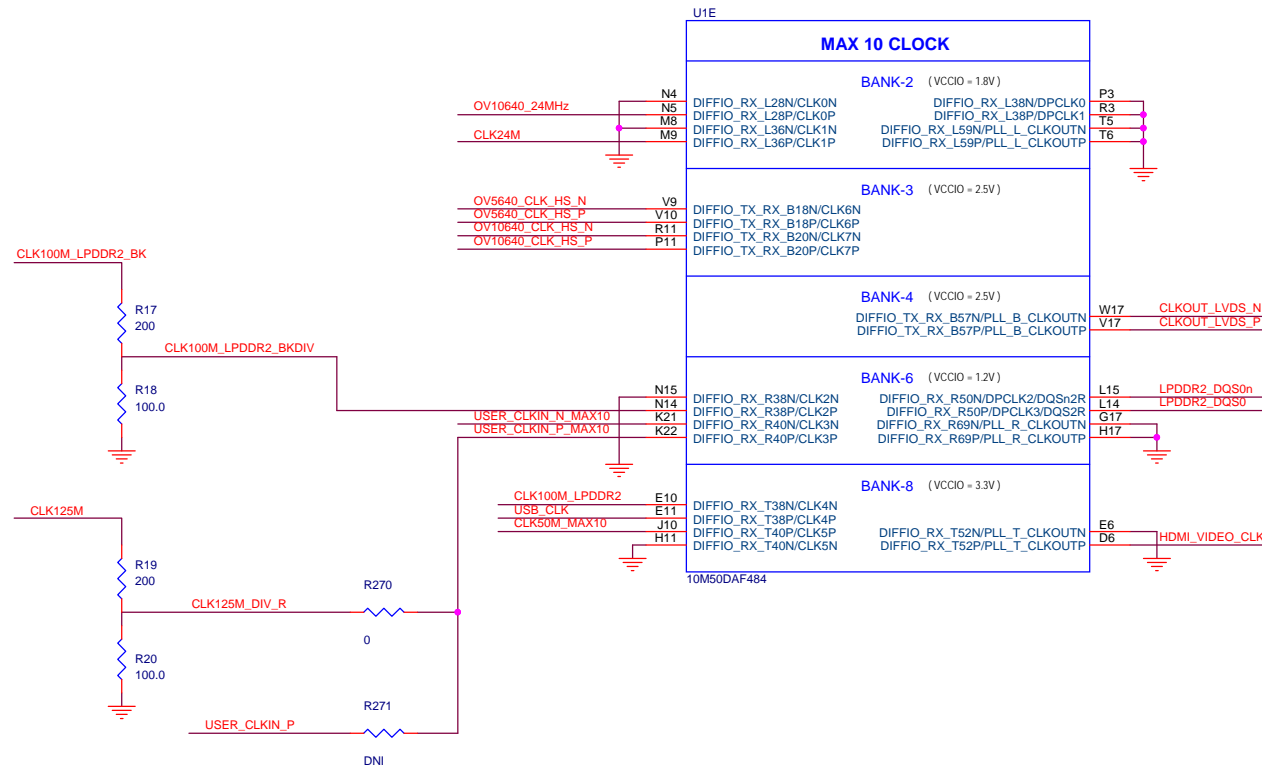 U1E
MAX 10 CLOCK
BANK-2 (VCCIO = 1.8V)
N4 DIFFIO_RX_L28N/CLK0N DIFFIO_RX_L38N/DPCLK0 P3
OV10640_24MHz N5 DIFFIO_RX_L28P/CLK0P DIFFIO_RX_L38P/DPCLK1 R3
M8 DIFFIO_RX_L36N/CLK1N DIFFIO_RX_L59N/PLL_L_CLKOUTN T5
CLK24M M9 DIFFIO_RX_L36P/CLK1P DIFFIO_RX_L59P/PLL_L_CLKOUTP T6
BANK-3 (VCCIO = 2.5V)
OV5640_CLK_HS_N V9 DIFFIO_TX_RX_B18N/CLK6N
OV5640_CLK_HS_P V10 DIFFIO_TX_RX_B18P/CLK6P
OV10640_CLK_HS_N R11 DIFFIO_TX_RX_B20N/CLK7N
OV10640_CLK_HS_P P11 DIFFIO_TX_RX_B20P/CLK7P
CLK100M_LPDDR2_BK
BANK-4 (VCCIO = 2.5V)
R17
200
DIFFIO_TX_RX_B57N/PLL_B_CLKOUTN W17 CLKOUT_LVDS_N
DIFFIO_TX_RX_B57P/PLL_B_CLKOUTP V17 CLKOUT_LVDS_P
CLK100M_LPDDR2_BKDIV
BANK-6 (VCCIO = 1.2V)
R18
100.0
N15 DIFFIO_RX_R38N/CLK2N DIFFIO_RX_R50N/DPCLK2/DQSn2R L15 LPDDR2_DQS0n
N14 DIFFIO_RX_R38P/CLK2P DIFFIO_RX_R50P/DPCLK3/DQS2R L14 LPDDR2_DQS0
USER_CLKIN_N_MAX10 K21 DIFFIO_RX_R40N/CLK3N DIFFIO_RX_R69N/PLL_R_CLKOUTN G17
USER_CLKIN_P_MAX10 K22 DIFFIO_RX_R40P/CLK3P DIFFIO_RX_R69P/PLL_R_CLKOUTP H17
BANK-8 (VCCIO = 3.3V)
CLK100M_LPDDR2 E10 DIFFIO_RX_T38N/CLK4N
USB_CLK E11 DIFFIO_RX_T38P/CLK4P
CLK50M_MAX10 J10 DIFFIO_RX_T40P/CLK5P DIFFIO_RX_T52N/PLL_T_CLKOUTN E6
H11 DIFFIO_RX_T40N/CLK5N DIFFIO_RX_T52P/PLL_T_CLKOUTP D6 HDMI_VIDEO_CLK
10M50DAF484
CLK125M
R19
200
CLK125M_DIV_R
R270
0
R20
100.0
R271
USER_CLKIN_P
DNI